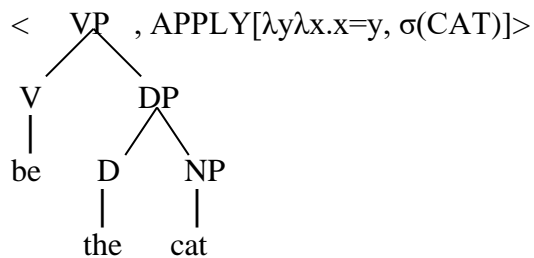 < VP , APPLY[λyλx.x=y, σ(CAT)]>
V DP
be D NP
the cat